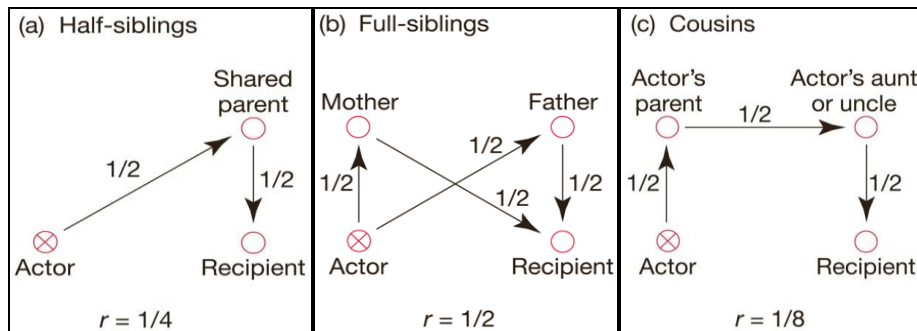 (a) Half-siblings
Shared
parent
1/2
1/2
Actor
Recipient
r = 1/4
(b) Full-siblings
Mother
Father
1/2
1/2
1/2
1/2
Actor
Recipient
r = 1/2
(c) Cousins
Actor's
parent
Actor's aunt
or uncle
1/2
1/2
1/2
Actor
Recipient
r = 1/8